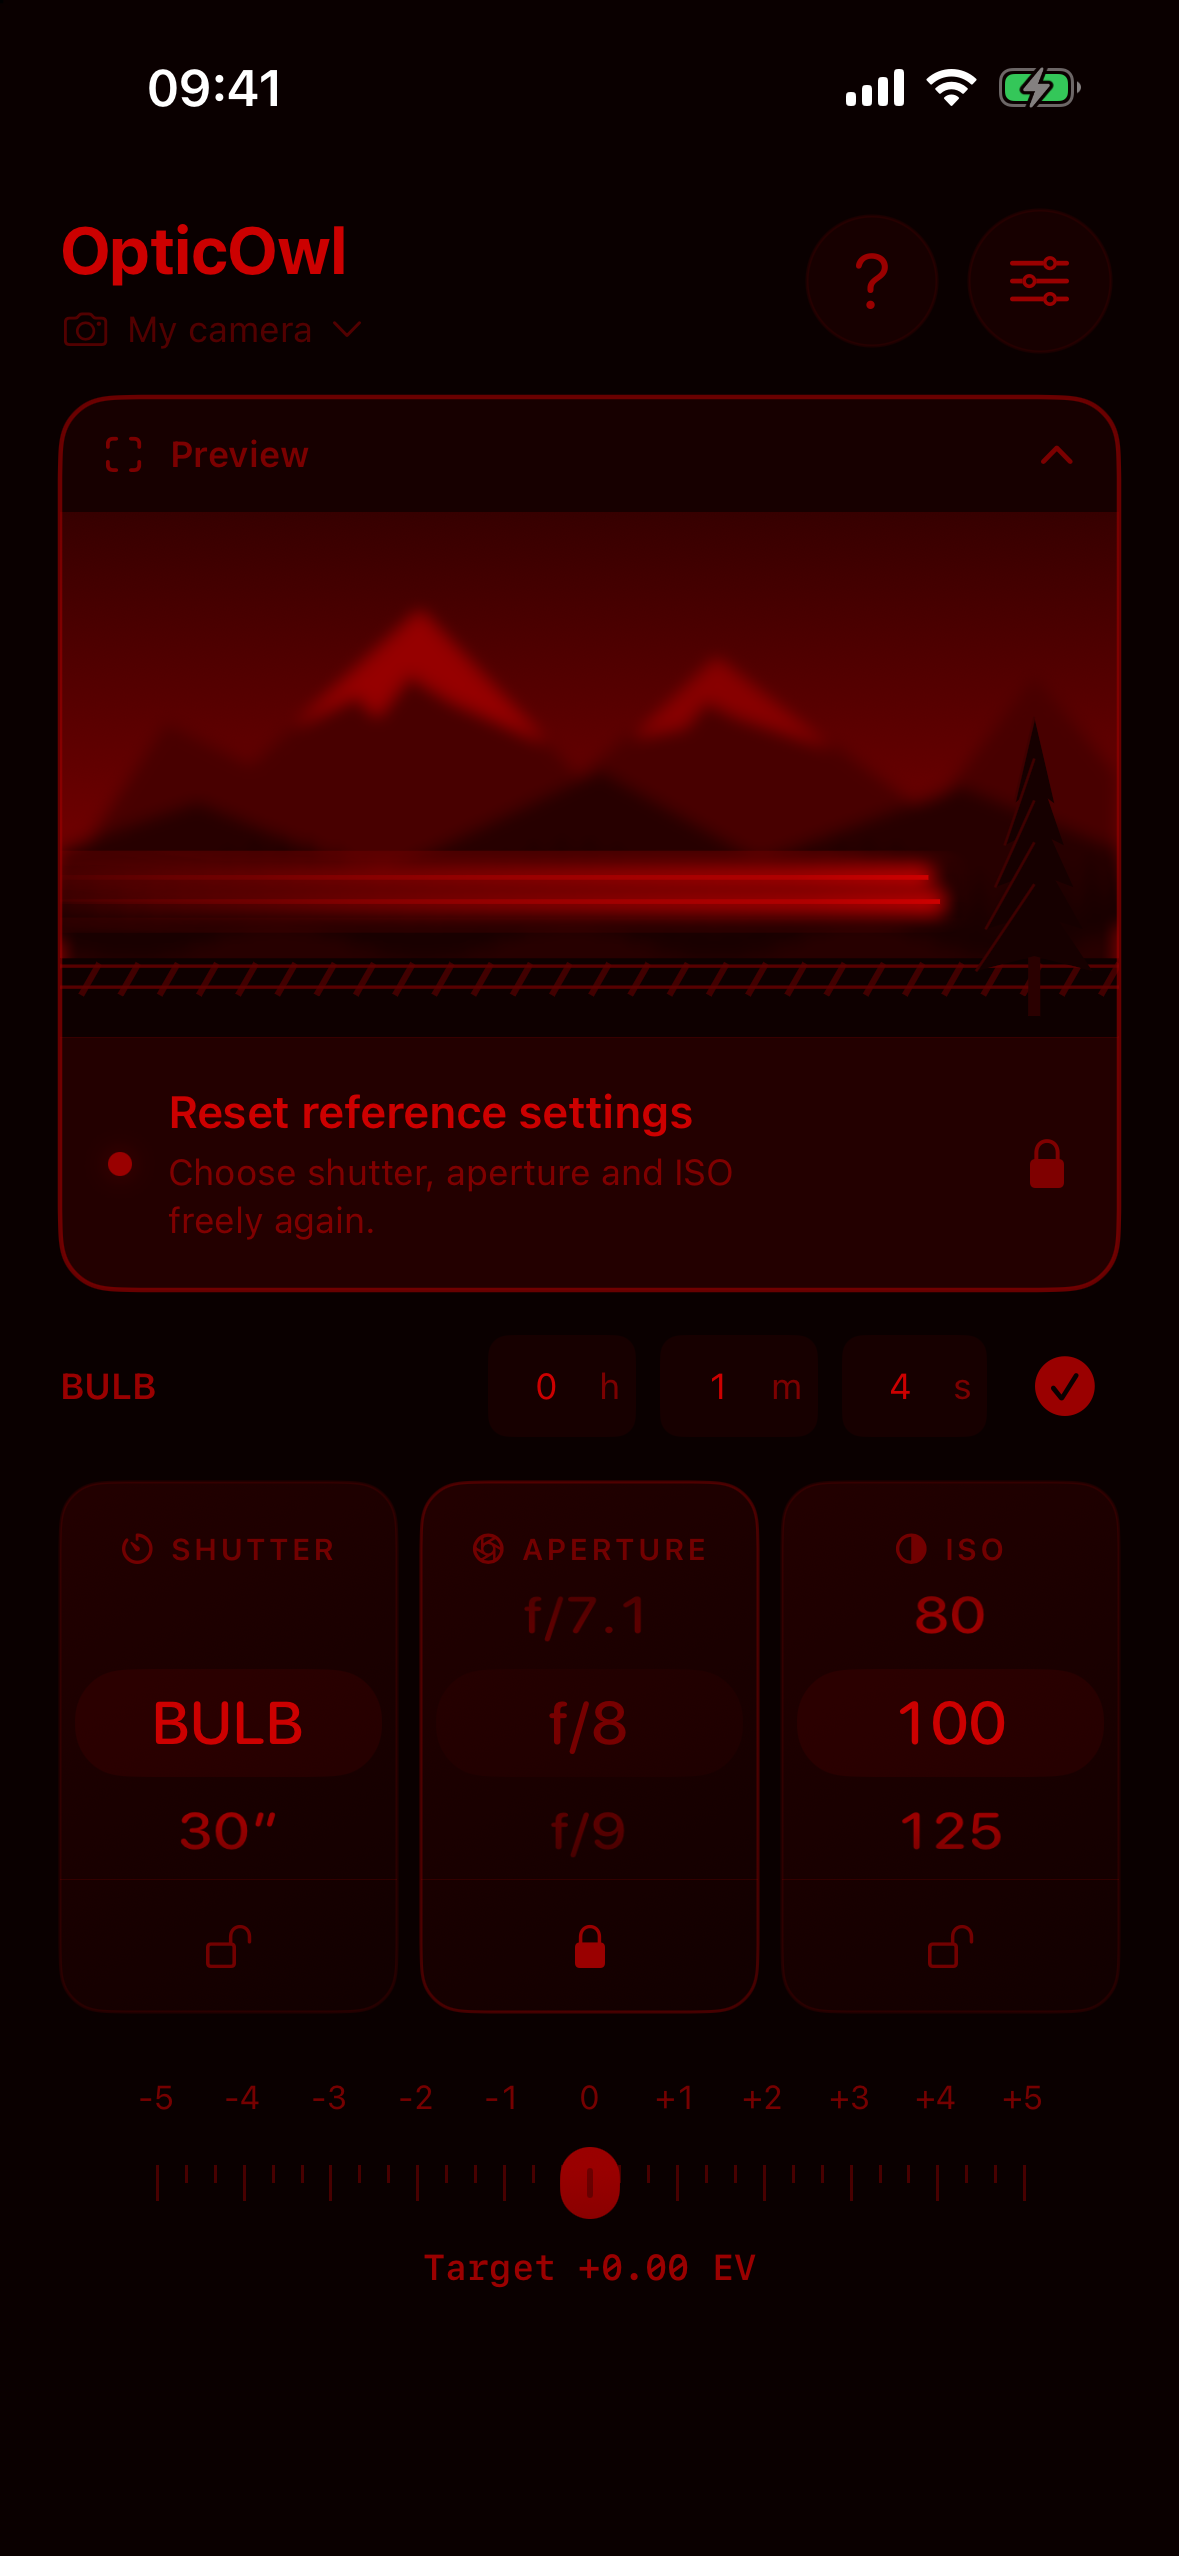 09:41
OpticOwl
My camera
Preview
Reset reference settings
Choose shutter, aperture and ISO
freely again.
BULB 0 h 1 m 4 s
SHUTTER APERTURE ISO
f/7.1 80
BULB f/8 100
30″ f/9 125
-5 -4 -3 -2 -1 0 +1 +2 +3 +4 +5
Target +0.00 EV